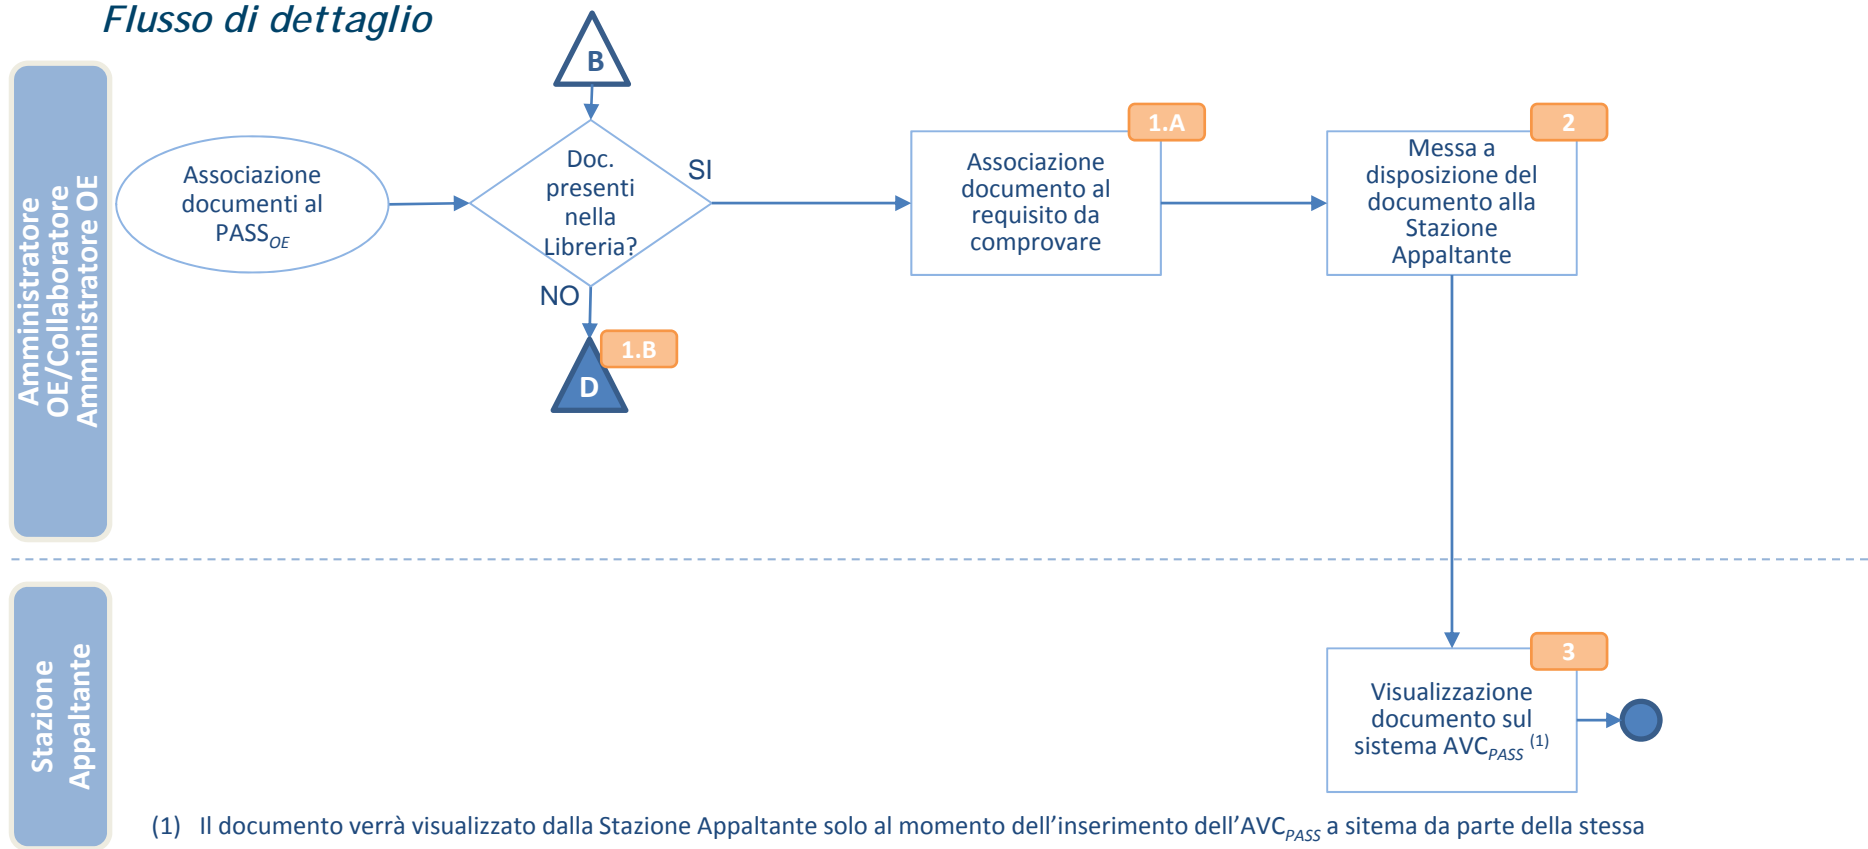 Flusso di dettaglio
B
Amministratore
OE/Collaboratore
Amministratore OE
Associazione
documenti al
PASS_OE
Doc.
presenti
nella
Libreria?
SI
NO
1.A
Associazione
documento al
requisito da
comprovare
2
Messa a
disposizione del
documento alla
Stazione
Appaltante
1.B
D
Stazione
Appaltante
3
Visualizzazione
documento sul
sistema AVC_PASS (1)
(1) Il documento verrà visualizzato dalla Stazione Appaltante solo al momento dell’inserimento dell’AVC_PASS a sitema da parte della stessa